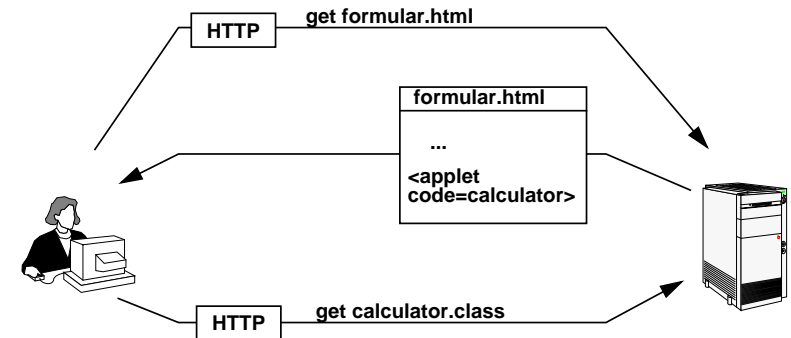 get formular.html
HTTP
formular.html
...
<applet
code=calculator>
get calculator.class
HTTP